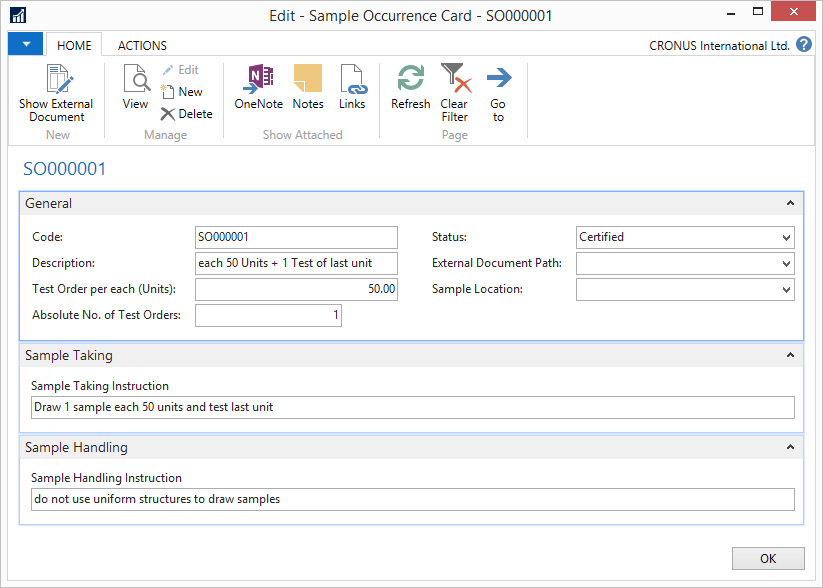 Edit - Sample Occurrence Card - SO000001
HOME ACTIONS CRONUS International Ltd. ?
Show External Document
View
Edit
New
Delete
OneNote Notes Links
Refresh Clear Filter Go to
New Manage Show Attached Page
SO000001
General
Code: SO000001 Status: Certified
Description: each 50 Units + 1 Test of last unit External Document Path:
Test Order per each (Units): 50.00 Sample Location:
Absolute No. of Test Orders: 1
Sample Taking
Sample Taking Instruction
Draw 1 sample each 50 units and test last unit
Sample Handling
Sample Handling Instruction
do not use uniform structures to draw samples
OK